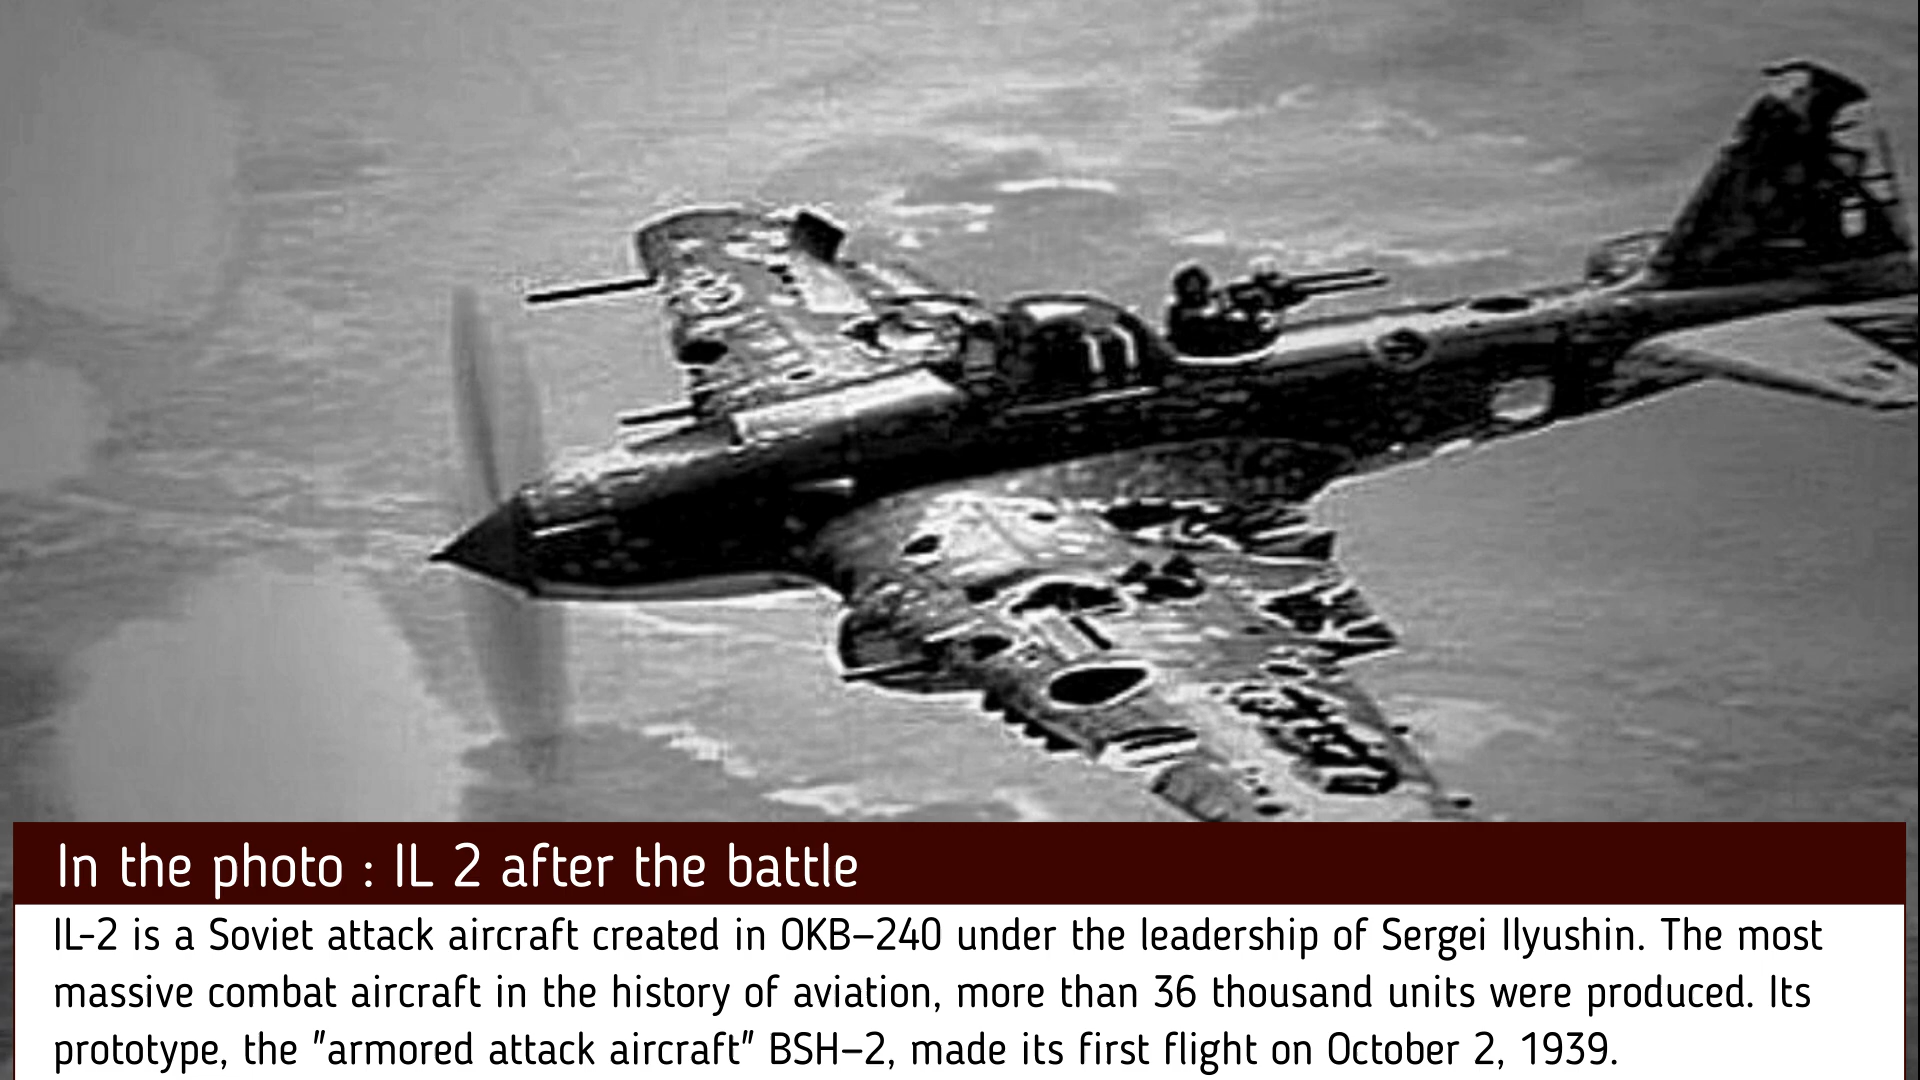 In the photo : IL 2 after the battle
IL-2 is a Soviet attack aircraft created in OKB–240 under the leadership of Sergei Ilyushin. The most
massive combat aircraft in the history of aviation, more than 36 thousand units were produced. Its
prototype, the "armored attack aircraft" BSH–2, made its first flight on October 2, 1939.